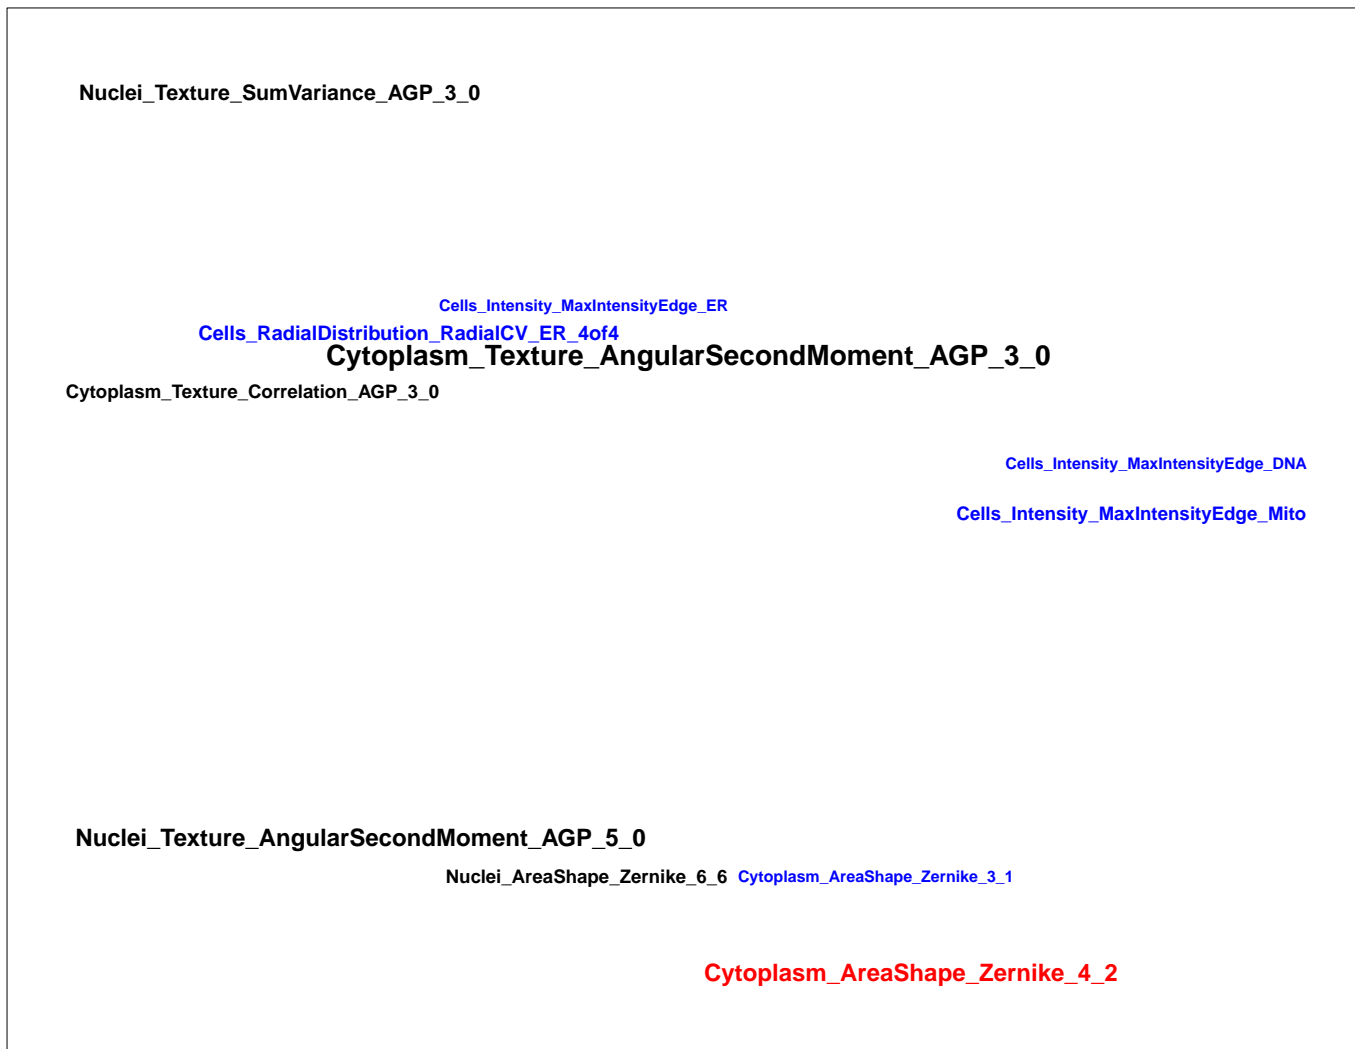 Nuclei_Texture_SumVariance_AGP_3_0
Cells_Intensity_MaxIntensityEdge_ER
Cells_RadialDistribution_RadialCV_ER_4of4
Cytoplasm_Texture_AngularSecondMoment_AGP_3_0
Cytoplasm_Texture_Correlation_AGP_3_0
Cells_Intensity_MaxIntensityEdge_DNA
Cells_Intensity_MaxIntensityEdge_Mito
Nuclei_Texture_AngularSecondMoment_AGP_5_0
Nuclei_AreaShape_Zernike_6_6 Cytoplasm_AreaShape_Zernike_3_1
Cytoplasm_AreaShape_Zernike_4_2